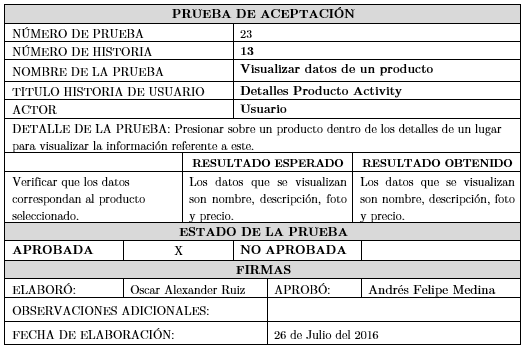 PRUEBA DE ACEPTACIÓN
NÚMERO DE PRUEBA 23
NÚMERO DE HISTORIA 13
NOMBRE DE LA PRUEBA Visualizar datos de un producto
TÍTULO HISTORIA DE USUARIO Detalles Producto Activity
ACTOR Usuario
DETALLE DE LA PRUEBA: Presionar sobre un producto dentro de los detalles de un lugar
para visualizar la información referente a este.
RESULTADO ESPERADO RESULTADO OBTENIDO
Verificar que los datos Los datos que se visualizan Los datos que se visualizan
correspondan al producto son nombre, descripción, foto son nombre, descripción, foto
seleccionado. y precio. y precio.
ESTADO DE LA PRUEBA
APROBADA X NO APROBADA
FIRMAS
ELABORÓ: Oscar Alexander Ruiz APROBÓ: Andrés Felipe Medina
OBSERVACIONES ADICIONALES:
FECHA DE ELABORACIÓN: 26 de Julio del 2016